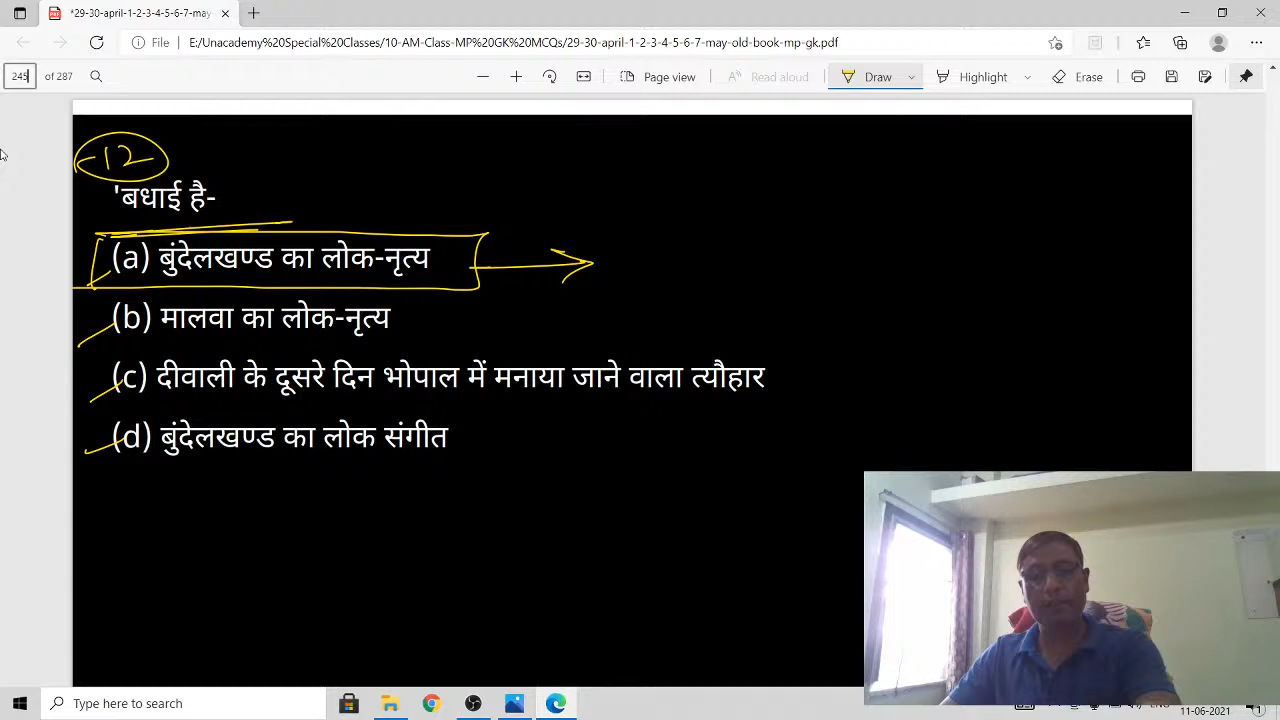 *29-30-april-1-2-3-4-5-6-7-may
File E:/Unacademy%20Special%20Classes/10-AM-Class-MP%20GK%20MCQs/29-30-april-1-2-3-4-5-6-7-may-old-book-mp-gk.pdf
245 of 287 Page view Read aloud Draw Highlight Erase
-12
'बधाई है-
(a) बुंदेलखण्ड का लोक-नृत्य
(b) मालवा का लोक-नृत्य
(c) दीवाली के दूसरे दिन भोपाल में मनाया जाने वाला त्यौहार
(d) बुंदेलखण्ड का लोक संगीत
Type here to search
11-06-2021